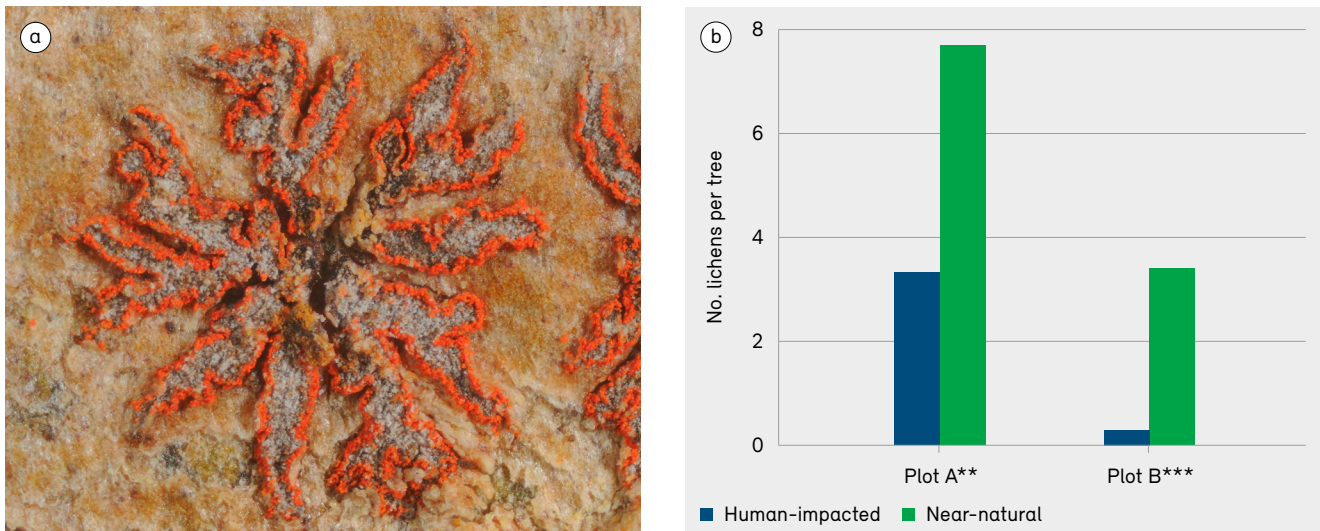 a
b
No. lichens per tree
8
6
4
2
0
Plot A** Plot B***
Human-impacted Near-natural